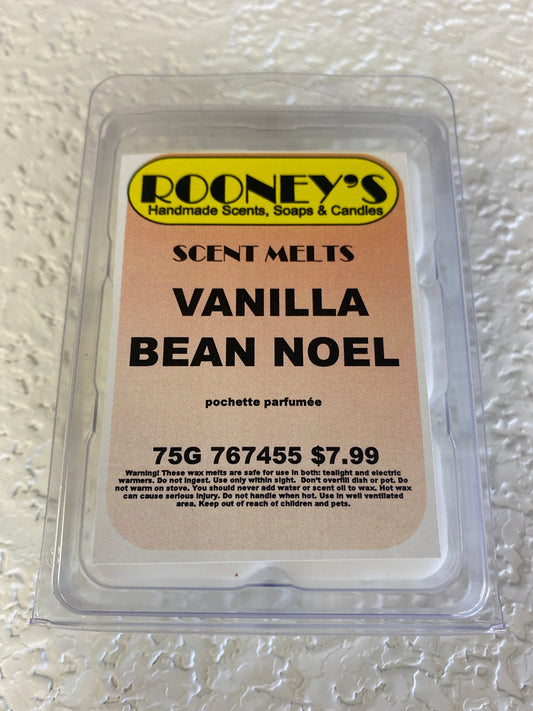 ROONEY'S
Handmade Scents, Soaps & Candles
SCENT MELTS
VANILLA
BEAN NOEL
pochette parfumée
75G 767455 $7.99
Warning! These wax melts are safe for use in both: tealight and electric
warmers. Do not ingest. Use only within sight. Don't overfill dish or pot. Do
not warm on stove. You should never add water or scent oil to wax. Hot wax
can cause serious injury. Do not handle when hot. Use in well ventilated
area. Keep out of reach of children and pets.